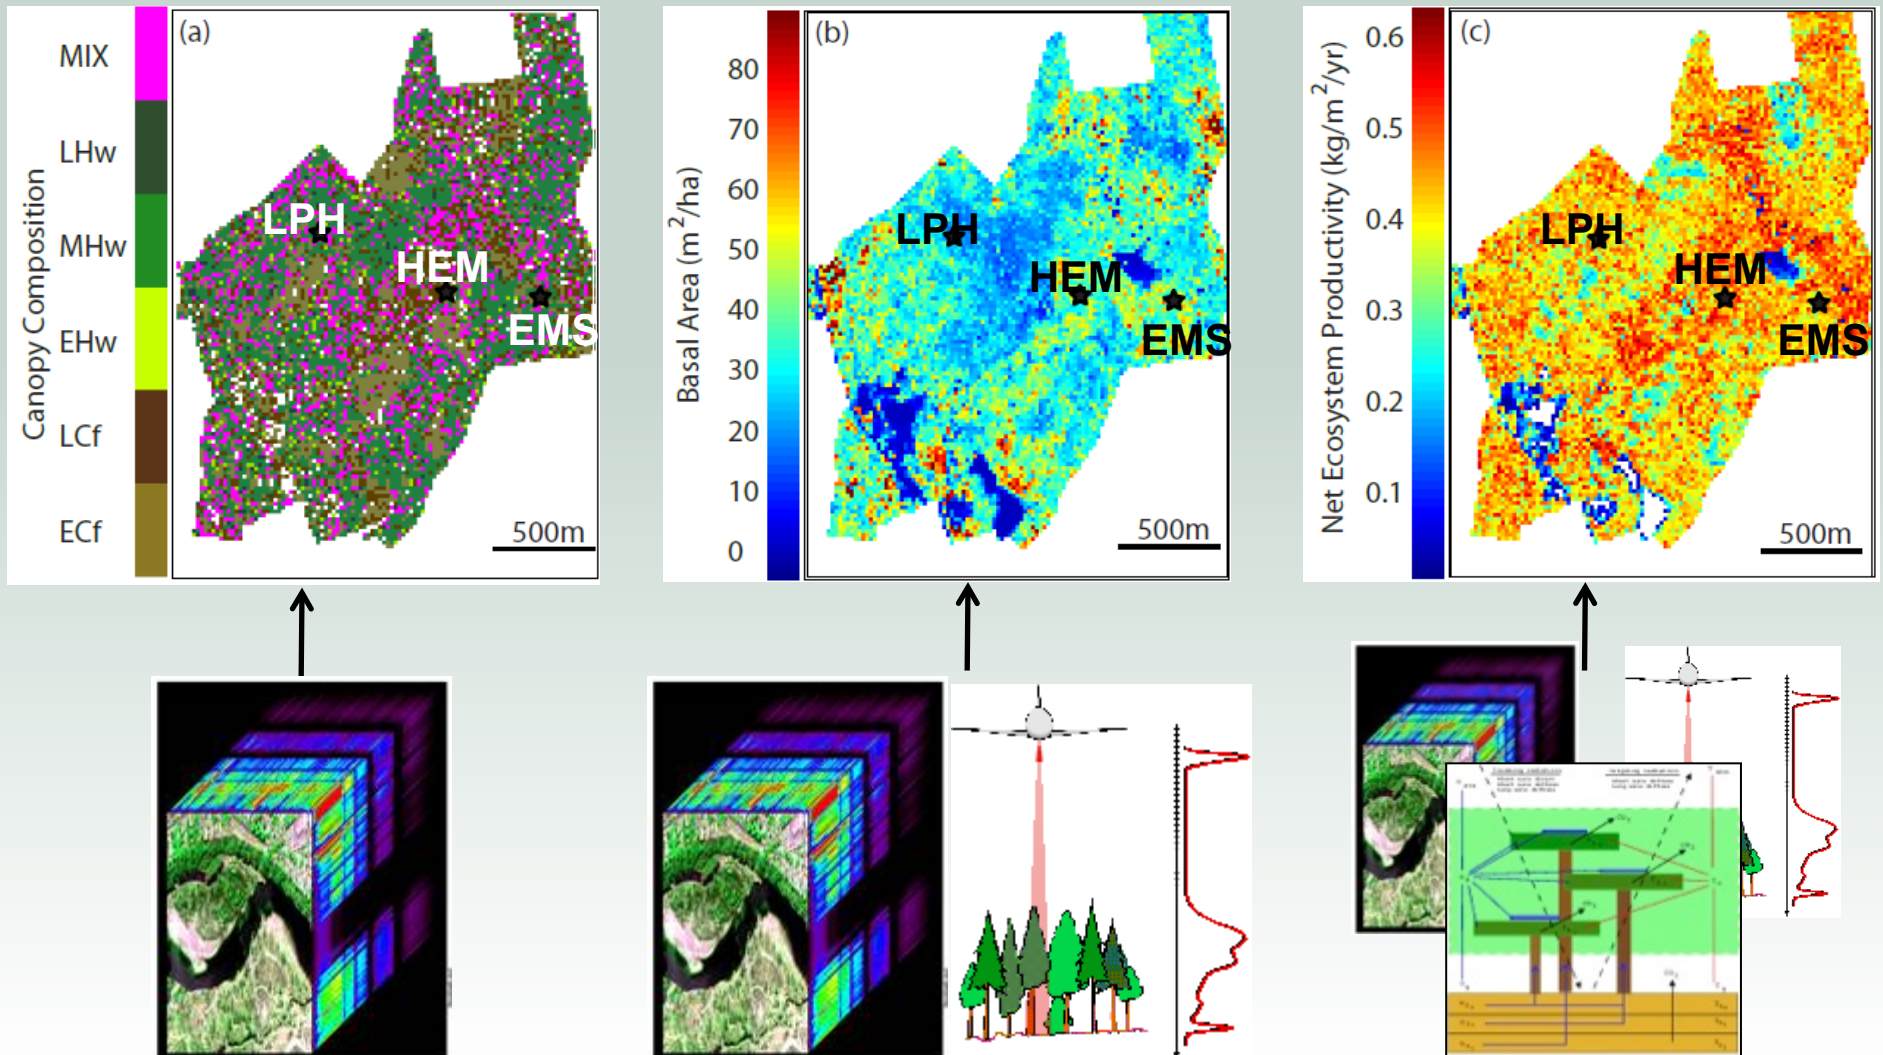 (a)
Canopy Composition
MIX
LHw
MHw
EHw
LCf
ECf
LPH
HEM
EMS
500m
(b)
Basal Area (m²/ha)
80
70
60
50
40
30
20
10
0
LPH
HEM
EMS
500m
(c)
Net Ecosystem Productivity (kg/m²/yr)
0.6
0.5
0.4
0.3
0.2
0.1
LPH
HEM
EMS
500m